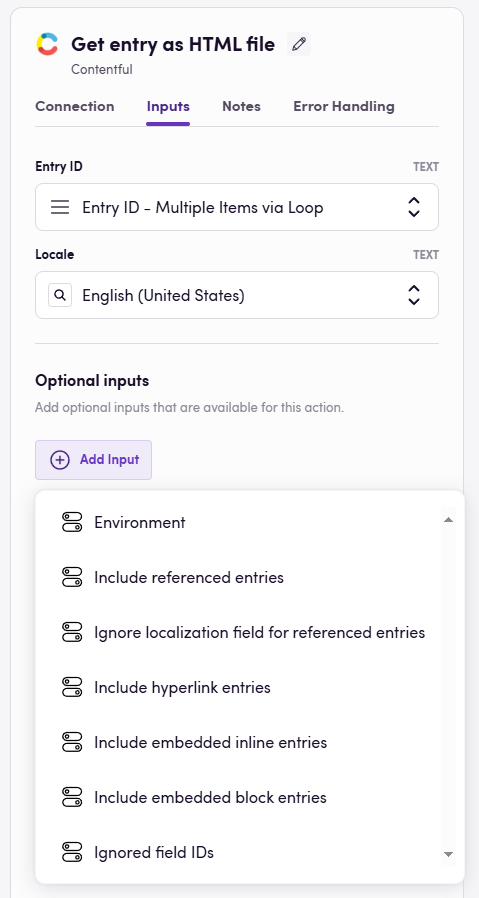 Get entry as HTML file
Contentful
Connection Inputs Notes Error Handling
Entry ID TEXT
Entry ID - Multiple Items via Loop
Locale TEXT
English (United States)
Optional inputs
Add optional inputs that are available for this action.
Add Input
Environment
Include referenced entries
Ignore localization field for referenced entries
Include hyperlink entries
Include embedded inline entries
Include embedded block entries
Ignored field IDs